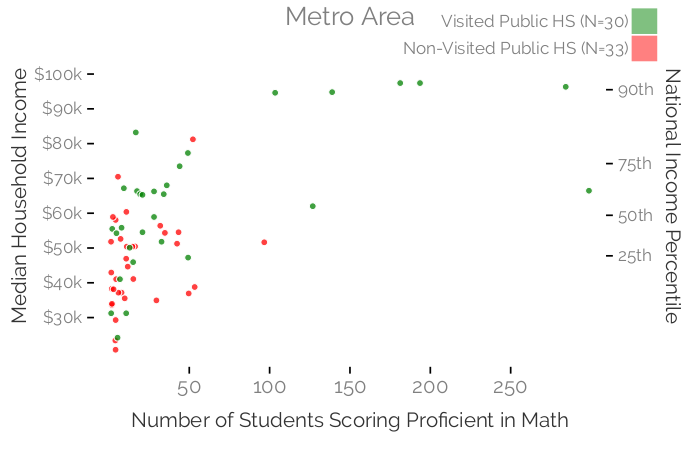 Metro Area
Visited Public HS (N=30)
Non-Visited Public HS (N=33)
Median Household Income
$100k
$90k
$80k
$70k
$60k
$50k
$40k
$30k
90th
75th
50th
25th
National Income Percentile
50
100
150
200
250
Number of Students Scoring Proficient in Math